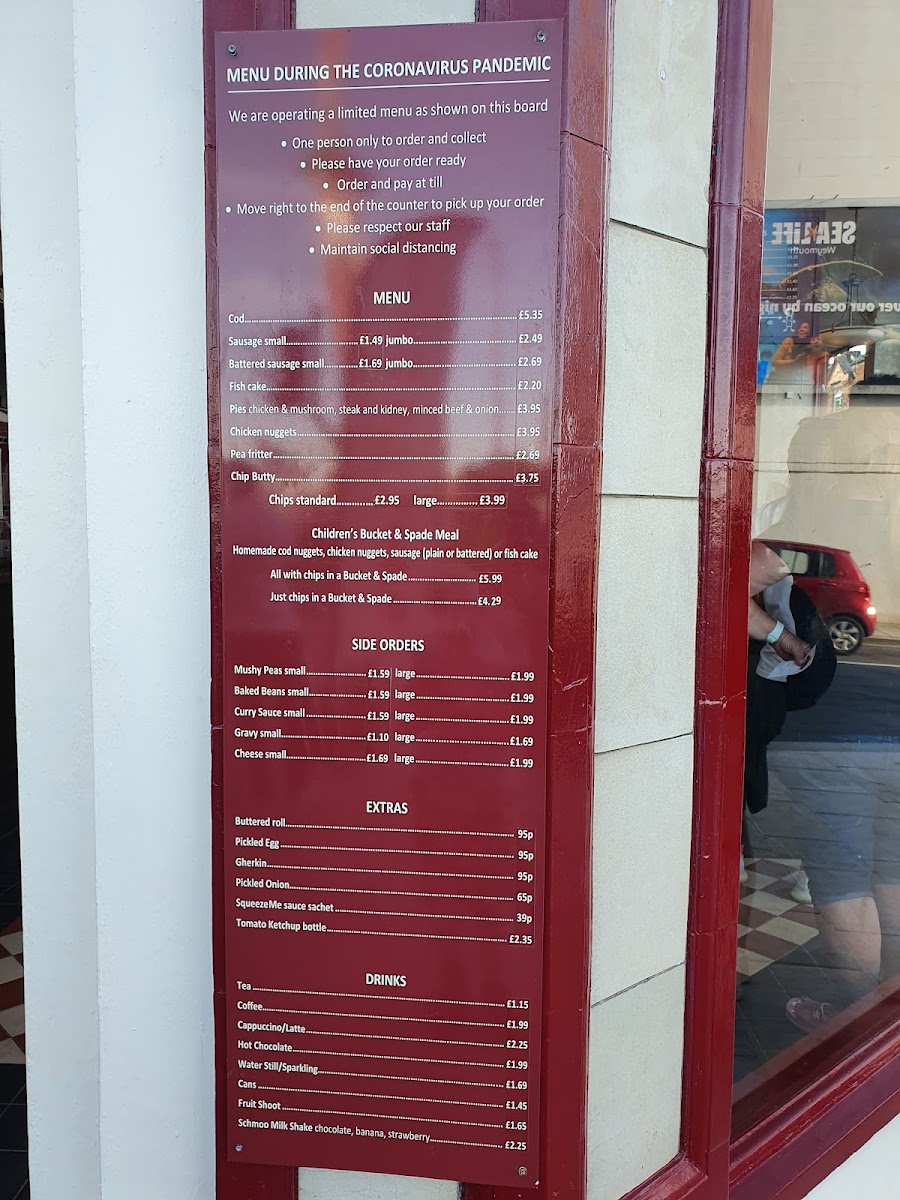 MENU DURING THE CORONAVIRUS PANDEMIC
We are operating a limited menu as shown on this board
• One person only to order and collect
• Please have your order ready
• Order and pay at till
• Move right to the end of the counter to pick up your order
• Please respect our staff
• Maintain social distancing
MENU
Cod........£5.35
Sausage small........£1.49 jumbo........£2.49
Battered sausage small........£1.69 jumbo........£2.69
Fish cake........£2.20
Pies chicken & mushroom, steak and kidney, minced beef & onion........£3.95
Chicken nuggets........£3.95
Pea fritter........£2.69
Chip Butty........£3.75
Chips standard........£2.95 large........£3.99
Children's Bucket & Spade Meal
Homemade cod nuggets, chicken nuggets, sausage (plain or battered) or fish cake
All with chips in a Bucket & Spade........£5.99
Just chips in a Bucket & Spade........£4.29
SIDE ORDERS
Mushy Peas small........£1.59 large........£1.99
Baked Beans small........£1.59 large........£1.99
Curry Sauce small........£1.59 large........£1.99
Gravy small........£1.10 large........£1.69
Cheese small........£1.69 large........£1.99
EXTRAS
Buttered roll........95p
Pickled Egg........95p
Gherkin........95p
Pickled Onion........65p
SqueezeMe sauce sachet........39p
Tomato Ketchup bottle........£2.35
DRINKS
Tea........£1.15
Coffee........£1.99
Cappuccino/Latte........£2.25
Hot Chocolate........£1.99
Water Still/Sparkling........£1.69
Cans........£1.45
Fruit Shoot........£1.65
Schmoo Milk Shake chocolate, banana, strawberry........£2.25
SEA LIFE
Weymouth
ver our ocean by nig